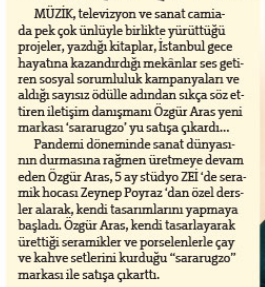 MÜZİK, televizyon ve sanat camia-
da pek çok ünlüyle birlikte yürüttüğü
projeler, yazdığı kitaplar, İstanbul gece
hayatına kazandırdığı mekânlar ses geti-
ren sosyal sorumluluk kampanyaları ve
aldığı sayısız ödülle adından sıkça söz et-
tiren iletişim danışmanı Özgür Aras yeni
markası 'sararugzo' yu satışa çıkardı...
Pandemi döneminde sanat dünyası-
nın durmasına rağmen üretmeye devam
eden Özgür Aras, 5 ay stüdyo ZEİ 'de sera-
mik hocası Zeynep Poyraz 'dan özel ders-
ler alarak, kendi tasarımlarını yapmaya
başladı. Özgür Aras, kendi tasarlayarak
ürettiği seramikler ve porselenlerle çay
ve kahve setlerini kurduğu "sararugzo"
markası ile satışa çıkarttı.